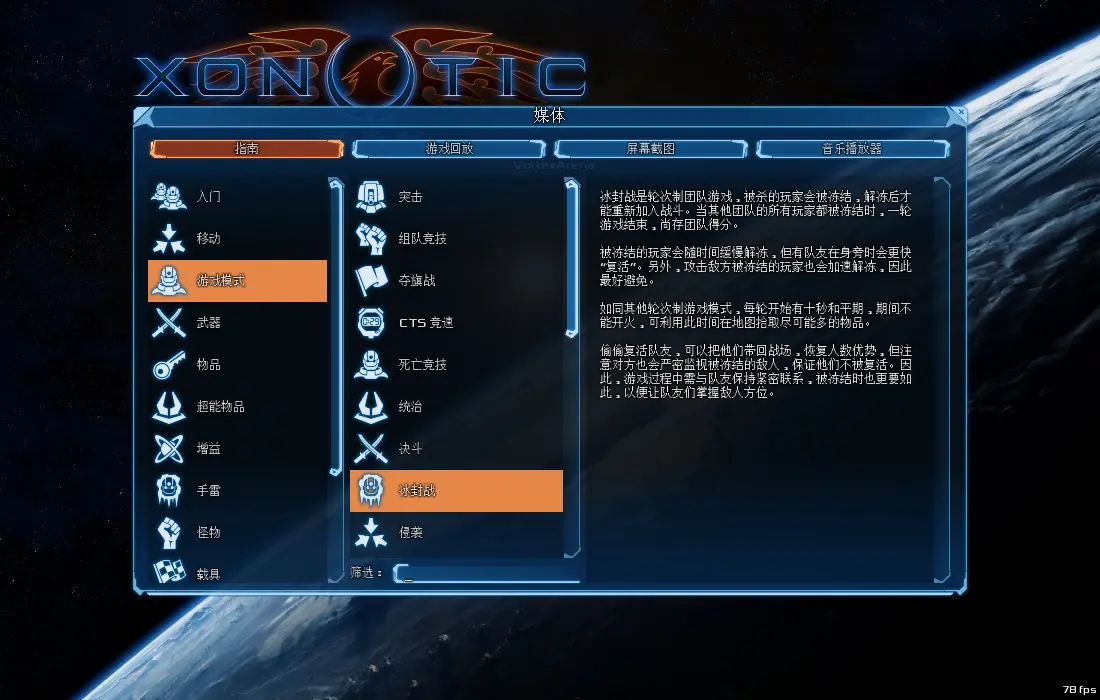 XONOTIC
媒体
指南
游戏回放
屏幕截图
音乐播放器
入门
移动
游戏模式
武器
物品
超能物品
增益
手雷
怪物
载具
突击
组队竞技
夺旗战
CTS 竞速
死亡竞技
统治
决斗
冰封战
侵袭
筛选：
冰封战是轮次制团队游戏，被杀的玩家会被冻结，解冻后才
能重新加入战斗。当其他团队的所有玩家都被冻结时，一轮
游戏结束，尚存团队得分。
被冻结的玩家会随时间缓慢解冻，但有队友在身旁时会更快
“复活”。另外，攻击敌方被冻结的玩家也会加速解冻，因此
最好避免。
如同其他轮次制游戏模式，每轮开始有十秒和平期，期间不
能开火，可利用此时间在地图拾取尽可能多的物品。
偷偷复活队友，可以把他们带回战场，恢复人数优势，但注
意对方也会严密监视被冻结的敌人，保证他们不被复活。因
此，游戏过程中需与队友保持紧密联系，被冻结时也更要如
此，以便让队友们掌握敌人方位。
78 fps